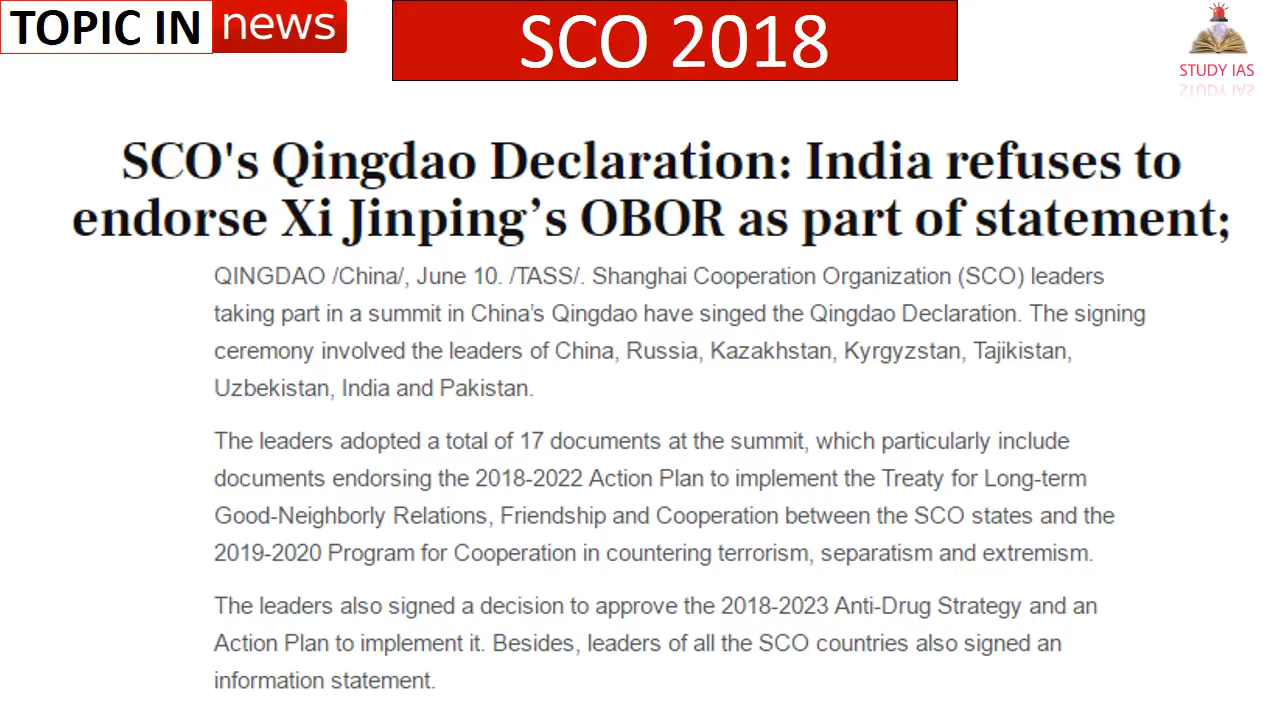 TOPIC IN news
SCO 2018
STUDY IAS
SCO's Qingdao Declaration: India refuses to
endorse Xi Jinping’s OBOR as part of statement;
QINGDAO /China/, June 10. /TASS/. Shanghai Cooperation Organization (SCO) leaders
taking part in a summit in China’s Qingdao have singed the Qingdao Declaration. The signing
ceremony involved the leaders of China, Russia, Kazakhstan, Kyrgyzstan, Tajikistan,
Uzbekistan, India and Pakistan.
The leaders adopted a total of 17 documents at the summit, which particularly include
documents endorsing the 2018-2022 Action Plan to implement the Treaty for Long-term
Good-Neighborly Relations, Friendship and Cooperation between the SCO states and the
2019-2020 Program for Cooperation in countering terrorism, separatism and extremism.
The leaders also signed a decision to approve the 2018-2023 Anti-Drug Strategy and an
Action Plan to implement it. Besides, leaders of all the SCO countries also signed an
information statement.